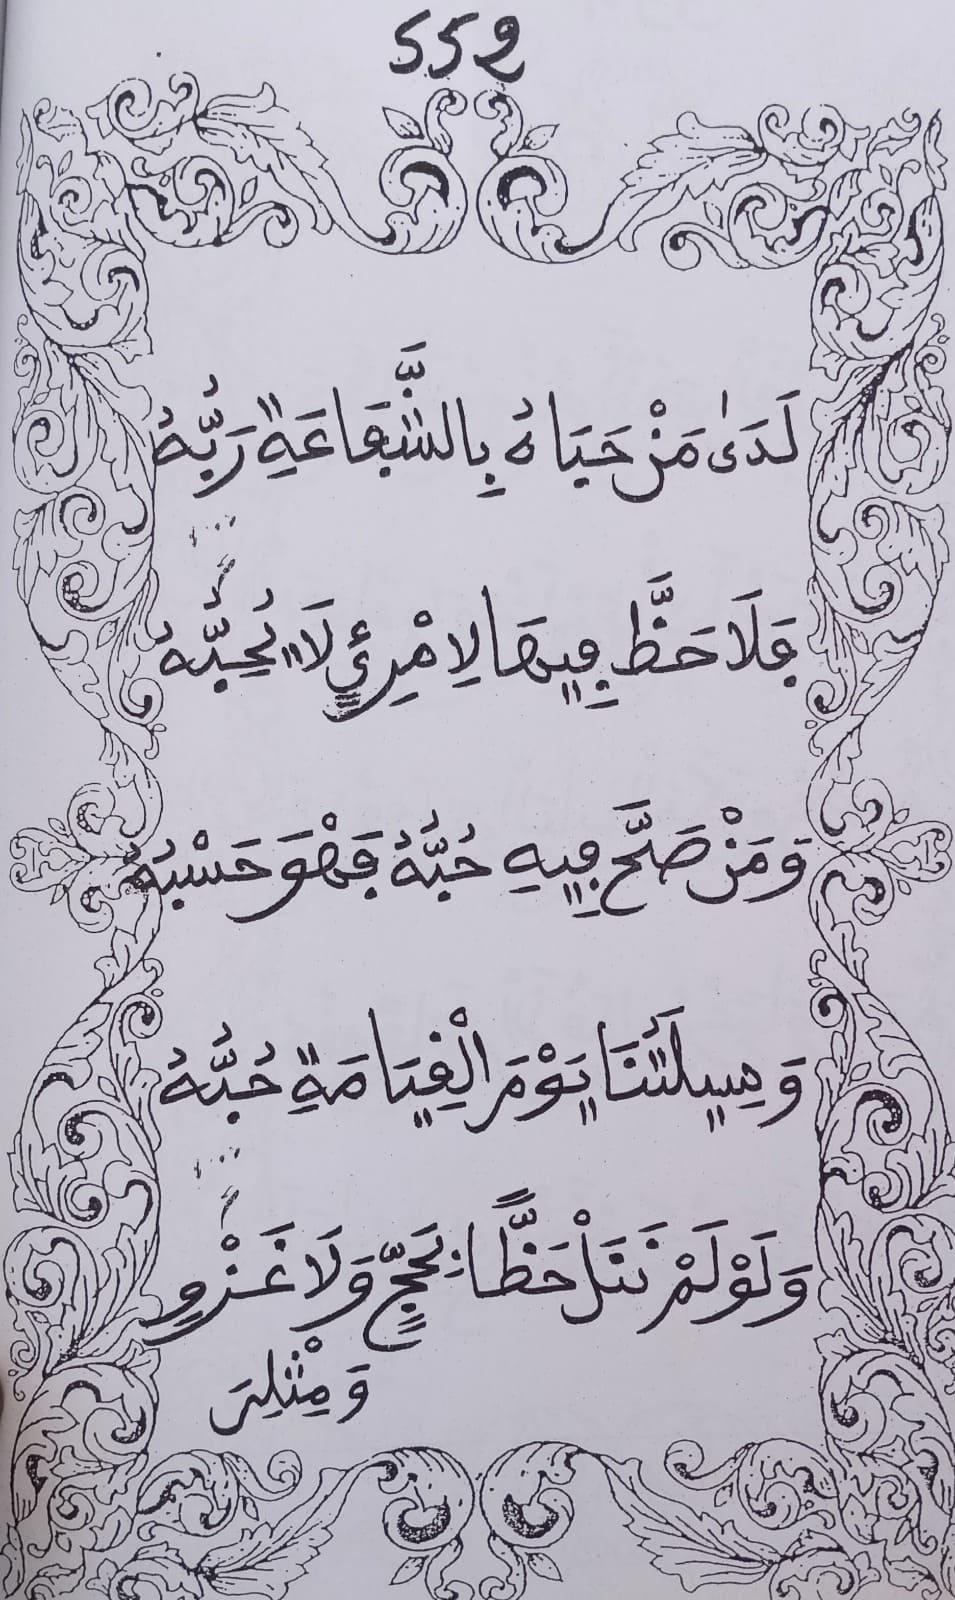 552
لَدَىٰ مَنْ حَبَاهُ بِالشَّفَاعَةِ رَبُّهُ
فَلَا حَظَّ فِيهَا لِامْرِئٍ لَا يُحِبُّهُ
وَمَنْ صَحَّ فِيهِ حُبُّهُ فَهْوَ حَسْبُهُ
وَسِيلَتُنَا يَوْمَ الْقِيَامَةِ حُبُّهُ
وَلَوْ لَمْ نَنَلْ حَظًّا بِحَجٍّ وَلَا غَزْوِ
وَمِثْلِي